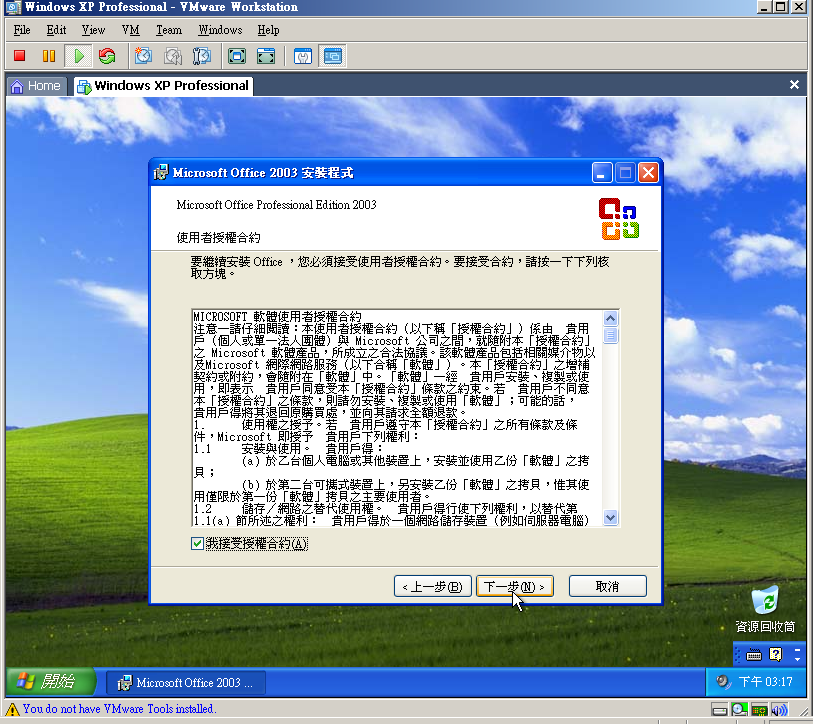 Windows XP Professional - VMware Workstation
File Edit View VM Team Windows Help
Home Windows XP Professional
Microsoft Office 2003 安裝程式
Microsoft Office Professional Edition 2003
使用者授權合約
要繼續安裝 Office ，您必須接受使用者授權合約。要接受合約，請按一下下列核
取方塊。
MICROSOFT 軟體使用者授權合約
注意－請仔細閱讀：本使用者授權合約（以下稱「授權合約」）係由 貴用
戶（個人或單一法人團體）與 Microsoft 公司之間，就隨附本「授權合約」
之 Microsoft 軟體產品，所成立之合法協議。該軟體產品包括相關媒介物以
及Microsoft 網際網路服務（以下合稱「軟體」）。本「授權合約」之增補
契約或附約，會隨附在「軟體」中。「軟體」一經 貴用戶安裝、複製或使
用，即表示 貴用戶同意受本「授權合約」條款之約束。若 貴用戶不同意
本「授權合約」之條款，則請勿安裝、複製或使用「軟體」；可能的話，
貴用戶得將其退回原購買處，並向其請求全額退款。
1. 使用權之授予。若 貴用戶遵守本「授權合約」之所有條款及條
件，Microsoft 即授予 貴用戶下列權利：
1.1 安裝與使用。 貴用戶得：
(a) 於乙台個人電腦或其他裝置上，安裝並使用乙份「軟體」之拷
貝；
(b) 於第二台可攜式裝置上，另安裝乙份「軟體」之拷貝，惟其使
用僅限於第一份「軟體」拷貝之主要使用者。
1.2 儲存／網路之替代使用權。 貴用戶得行使下列權利，以替代第
1.1(a) 節所述之權利： 貴用戶得於一個網路儲存裝置（例如伺服器電腦）
我接受授權合約(A)
< 上一步(B) 下一步(N) > 取消
資源回收筒
開始 Microsoft Office 2003 ... 下午 03:17
You do not have VMware Tools installed.